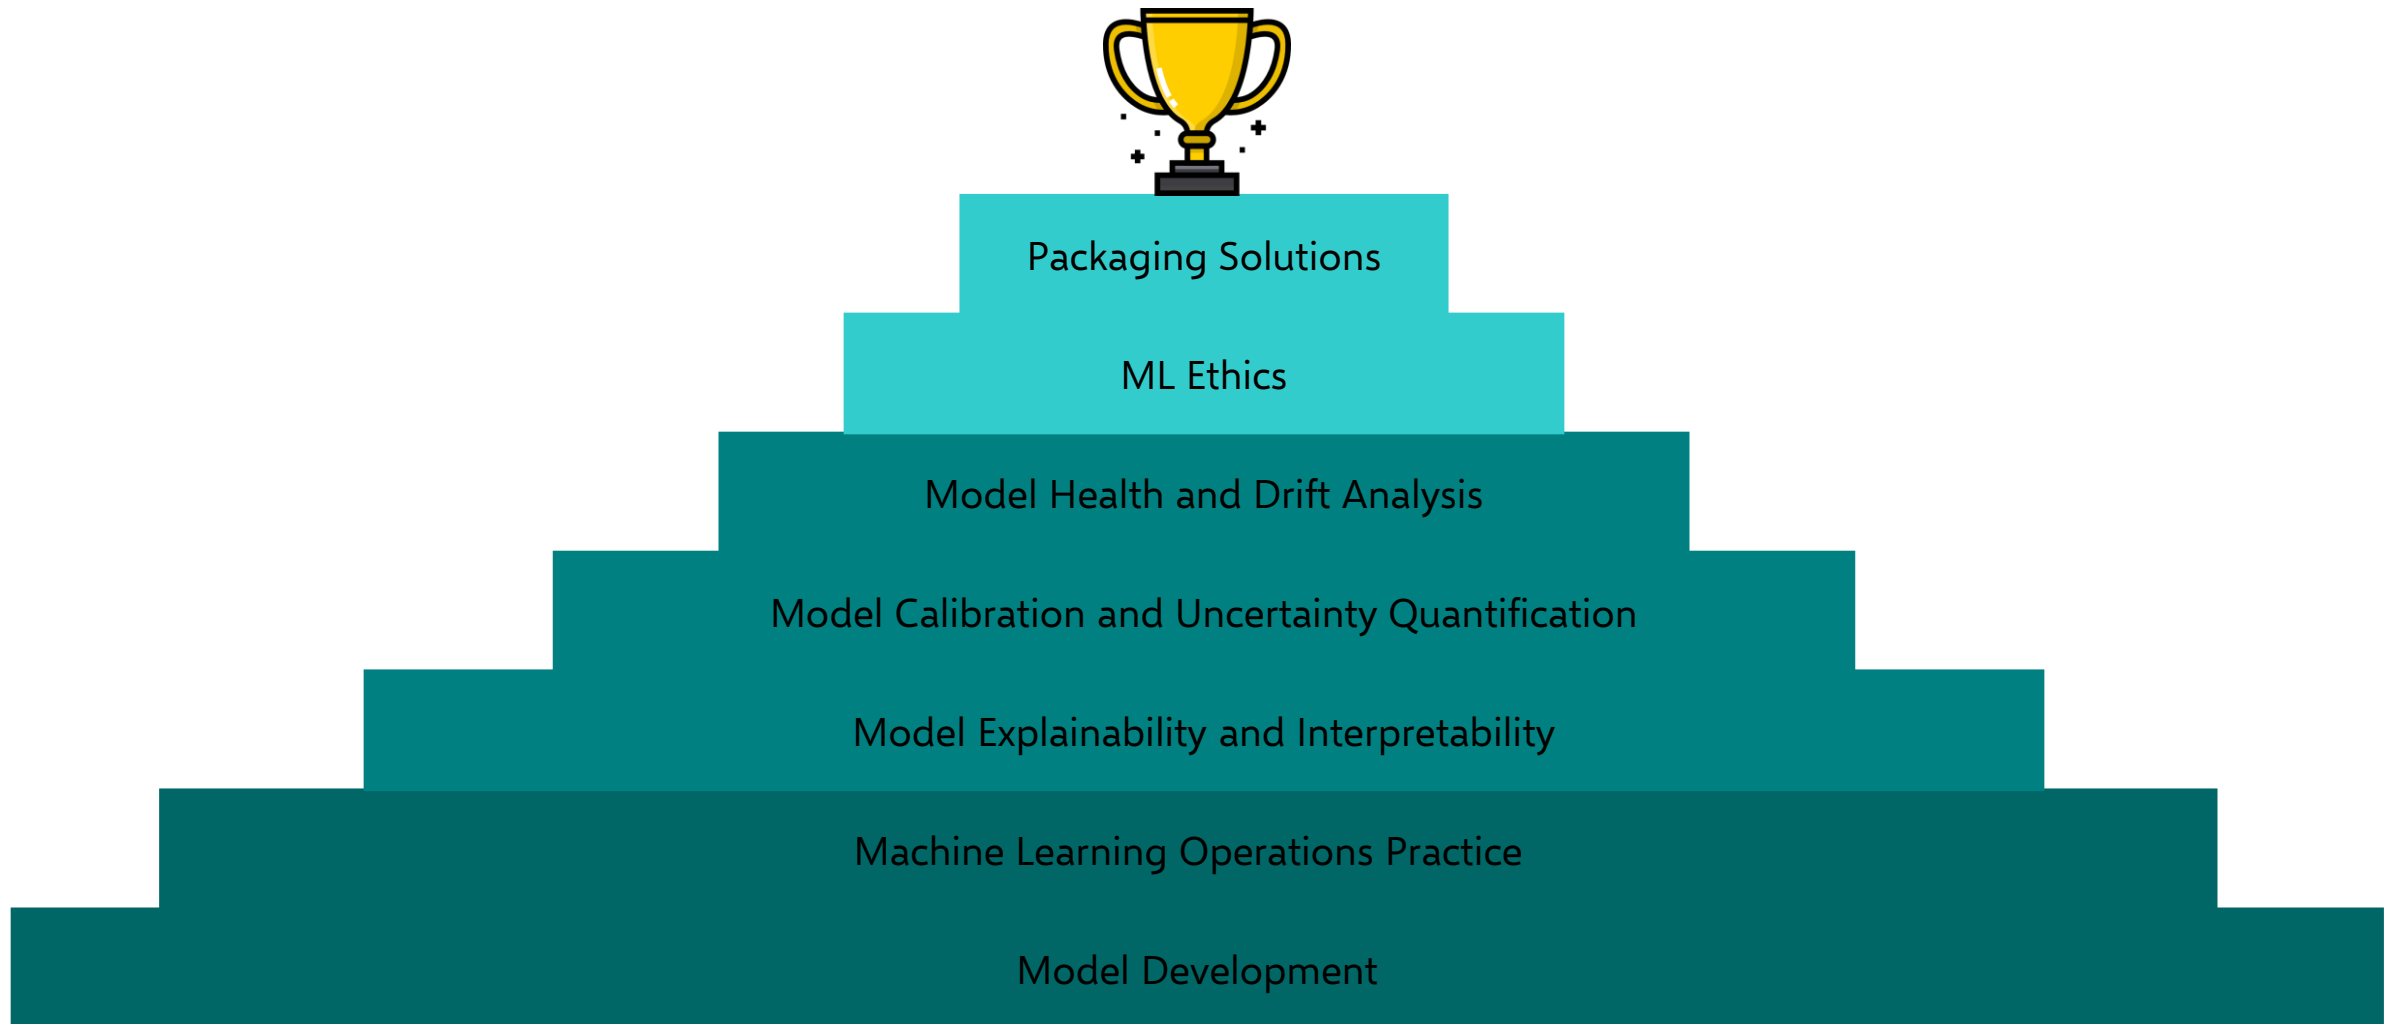 Packaging Solutions
ML Ethics
Model Health and Drift Analysis
Model Calibration and Uncertainty Quantification
Model Explainability and Interpretability
Machine Learning Operations Practice
Model Development